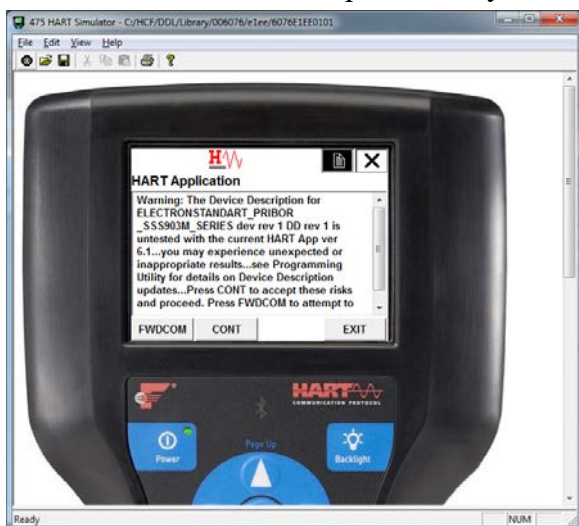 475 HART Simulator - C:/HCF/DDL/Library/006076/e1ee/6076E1EE0101
File Edit View Help
HART Application
Warning: The Device Description for
ELECTRONSTANDART_PRIBOR
_SSS903M_SERIES dev rev 1 DD rev 1 is
untested with the current HART App ver
6.1...you may experience unexpected or
inappropriate results...see Programming
Utility for details on Device Description
updates...Press CONT to accept these risks
and proceed. Press FWDCOM to attempt to
FWDCOM CONT EXIT
HART
COMMUNICATION PROTOCOL
Power
Page Up
Backlight
Ready NUM